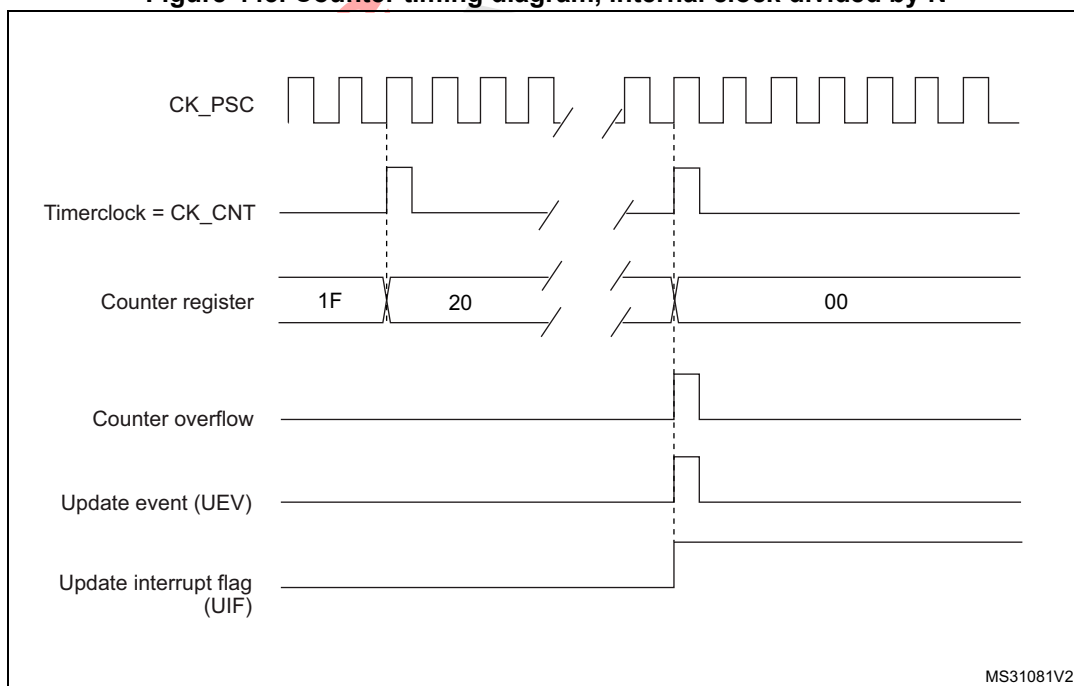 CK_PSC
Timerclock = CK_CNT
Counter register
1F
20
00
Counter overflow
Update event (UEV)
Update interrupt flag
(UIF)
MS31081V2